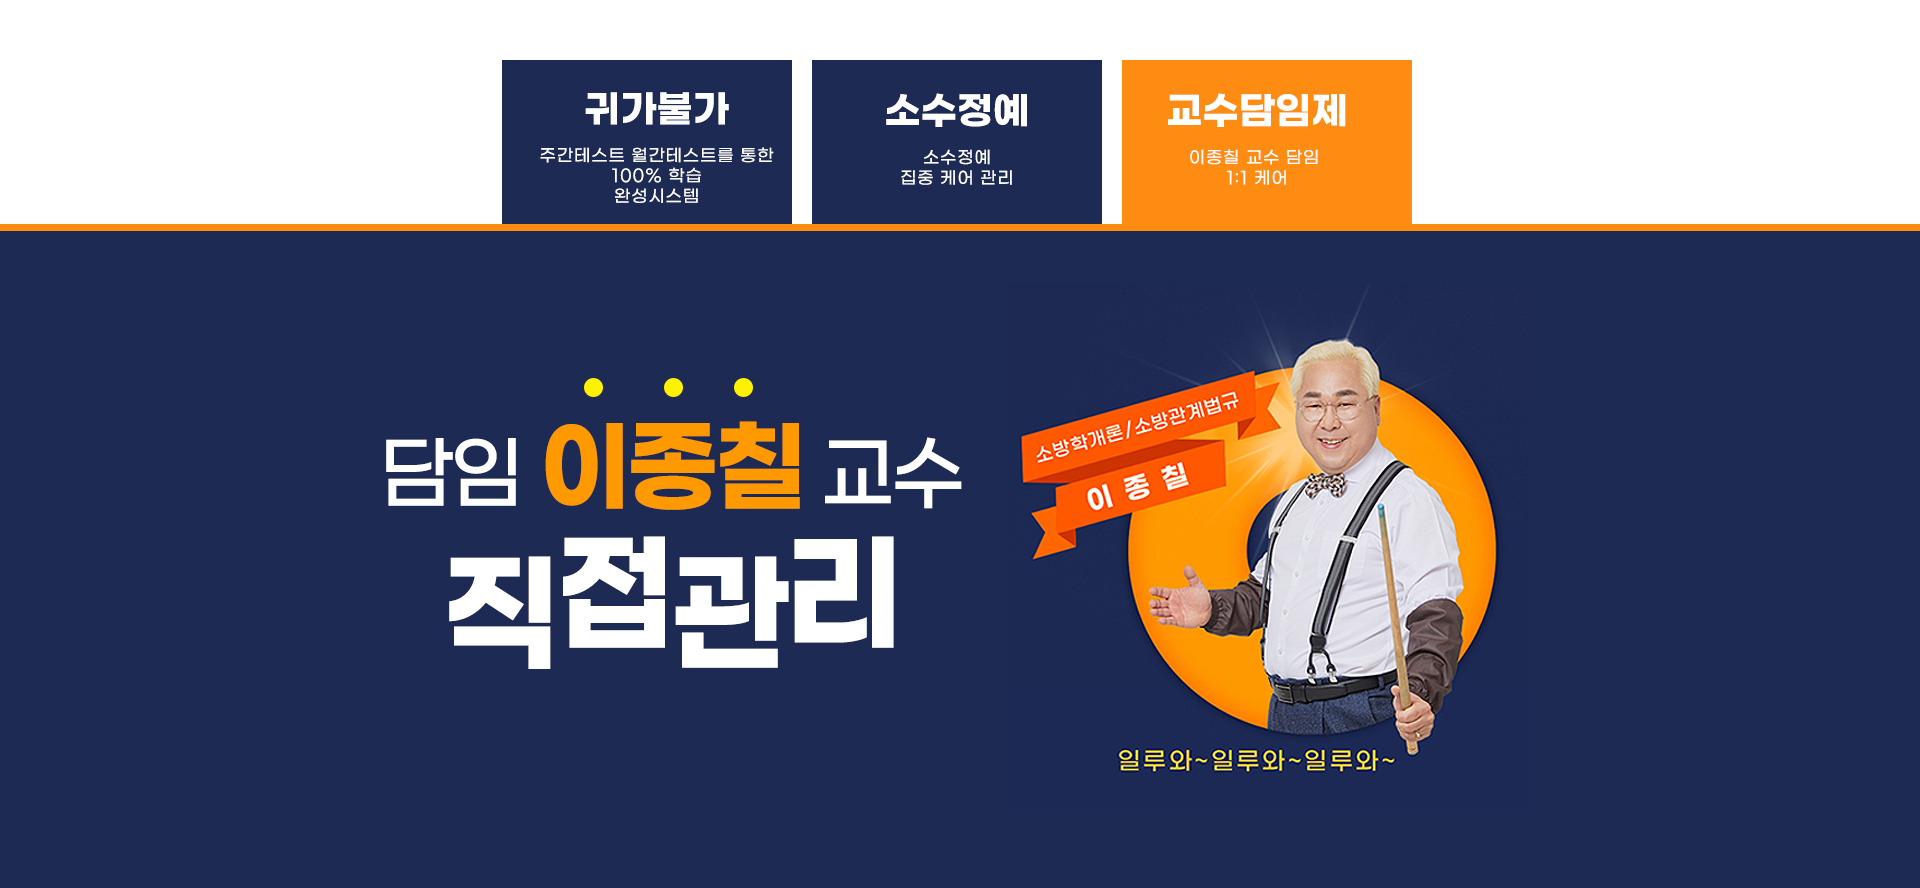 귀가불가
주간테스트 월간테스트를 통한
100% 학습
완성시스템
소수정예
소수정예
집중 케어 관리
교수담임제
이종칠 교수 담임
1:1 케어
담임 이종칠 교수
직접관리
소방학개론/소방관계법규
이종칠
일루와~일루와~일루와~